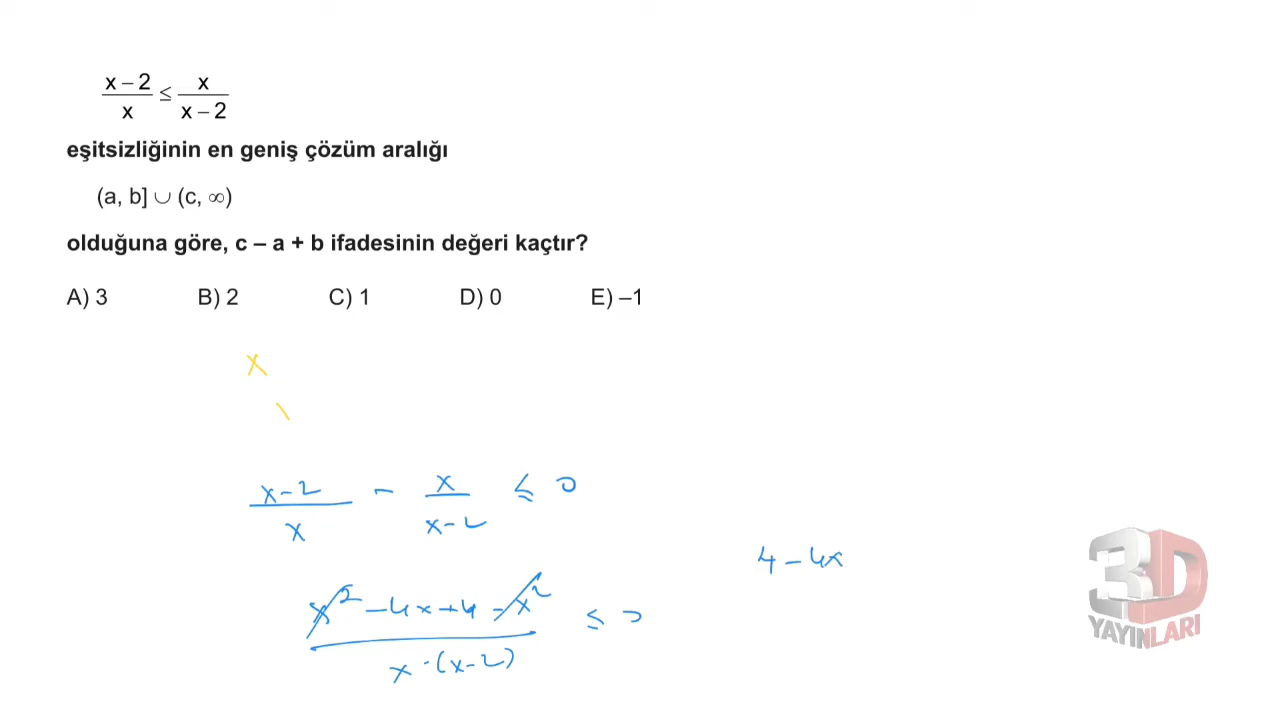 x – 2 / x ≤ x / x – 2
eşitsizliğinin en geniş çözüm aralığı
(a, b] ∪ (c, ∞)
olduğuna göre, c – a + b ifadesinin değeri kaçtır?
A) 3 B) 2 C) 1 D) 0 E) –1
x
\
x-2 / x - x / x-2 ≤ 0
4-4x
x² -4x+4 -x² / x·(x-2) ≤ 0
3D
YAYINLARI